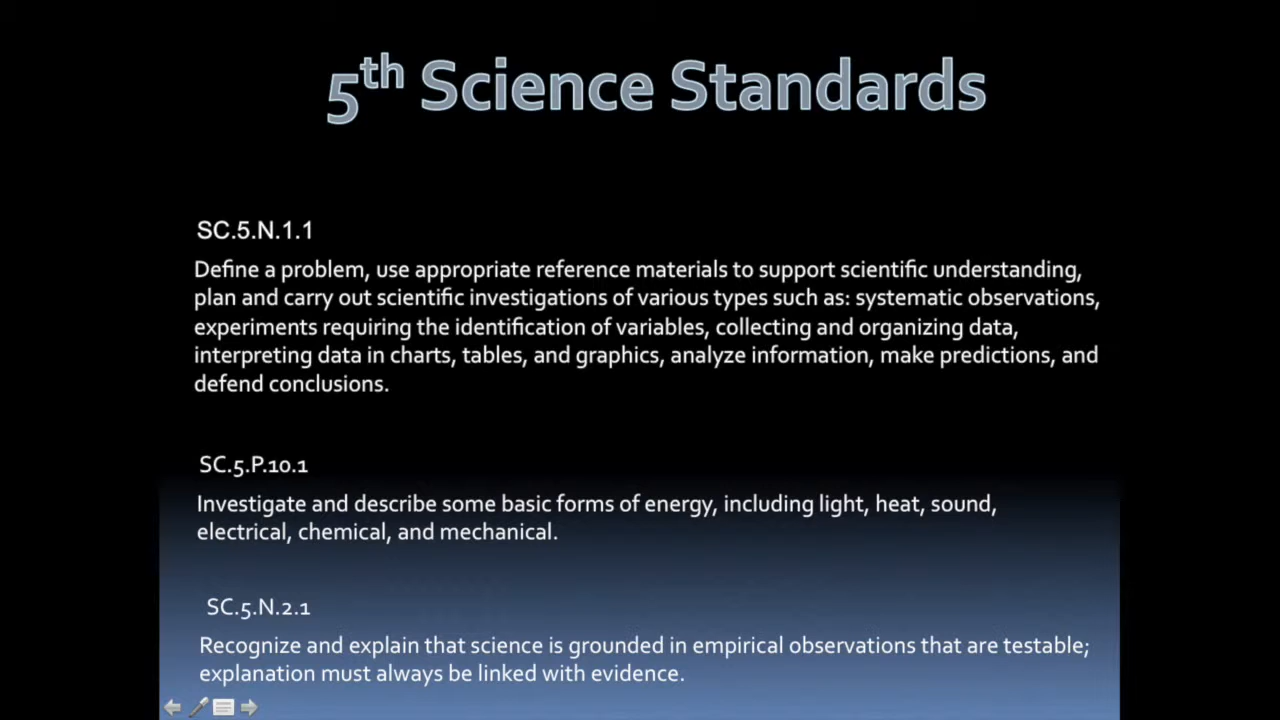 5th Science Standards
SC.5.N.1.1
Define a problem, use appropriate reference materials to support scientific understanding,
plan and carry out scientific investigations of various types such as: systematic observations,
experiments requiring the identification of variables, collecting and organizing data,
interpreting data in charts, tables, and graphics, analyze information, make predictions, and
defend conclusions.
SC.5.P.10.1
Investigate and describe some basic forms of energy, including light, heat, sound,
electrical, chemical, and mechanical.
SC.5.N.2.1
Recognize and explain that science is grounded in empirical observations that are testable;
explanation must always be linked with evidence.